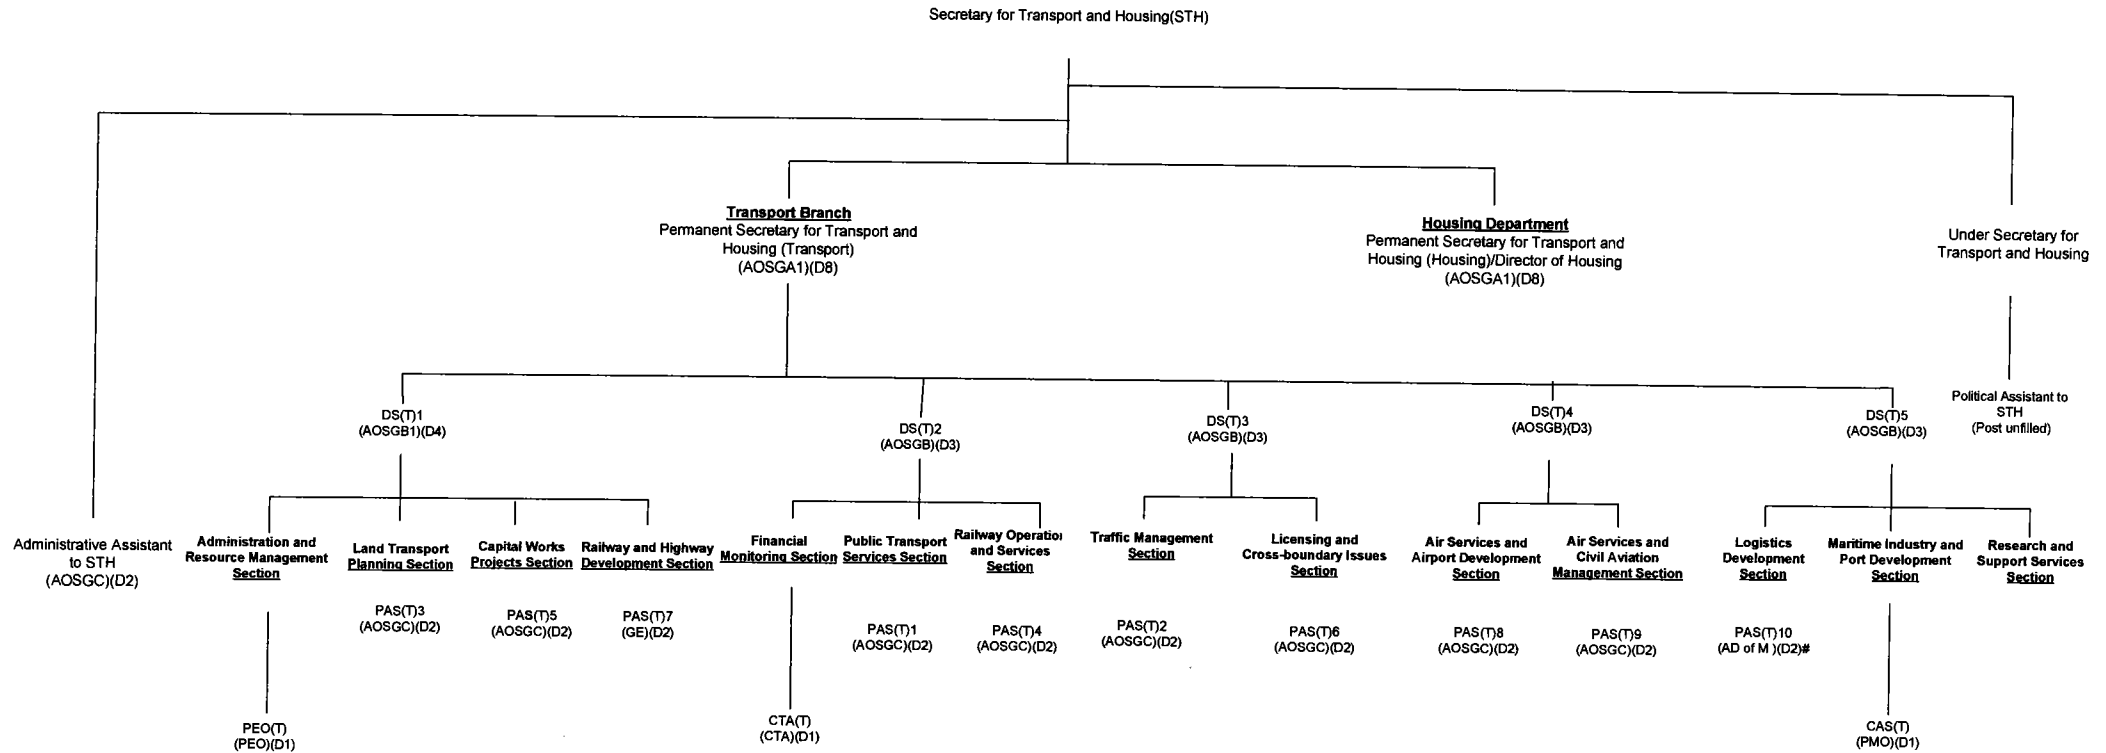 Secretary for Transport and Housing(STH)
Transport Branch
Permanent Secretary for Transport and
Housing (Transport)
(AOSGA1)(D8)
Housing Department
Permanent Secretary for Transport and
Housing (Housing)/Director of Housing
(AOSGA1)(D8)
Under Secretary for
Transport and Housing
Political Assistant to
STH
(Post unfilled)
DS(T)1
(AOSGB1)(D4)
DS(T)2
(AOSGB)(D3)
DS(T)3
(AOSGB)(D3)
DS(T)4
(AOSGB)(D3)
DS(T)5
(AOSGB)(D3)
Administrative Assistant
to STH
(AOSGC)(D2)
Administration and
Resource Management
Section
PEO(T)
(PEO)(D1)
Land Transport
Planning Section
PAS(T)3
(AOSGC)(D2)
Capital Works
Projects Section
PAS(T)5
(AOSGC)(D2)
Railway and Highway
Development Section
PAS(T)7
(GE)(D2)
Financial
Monitoring Section
CTA(T)
(CTA)(D1)
Public Transport
Services Section
PAS(T)1
(AOSGC)(D2)
Railway Operation
and Services
Section
PAS(T)4
(AOSGC)(D2)
Traffic Management
Section
PAS(T)2
(AOSGC)(D2)
Licensing and
Cross-boundary Issues
Section
PAS(T)6
(AOSGC)(D2)
Air Services and
Airport Development
Section
PAS(T)8
(AOSGC)(D2)
Air Services and
Civil Aviation
Management Section
PAS(T)9
(AOSGC)(D2)
Logistics
Development
Section
PAS(T)10
(AD of M )(D2)#
Maritime Industry and
Port Development
Section
CAS(T)
(PMO)(D1)
Research and
Support Services
Section